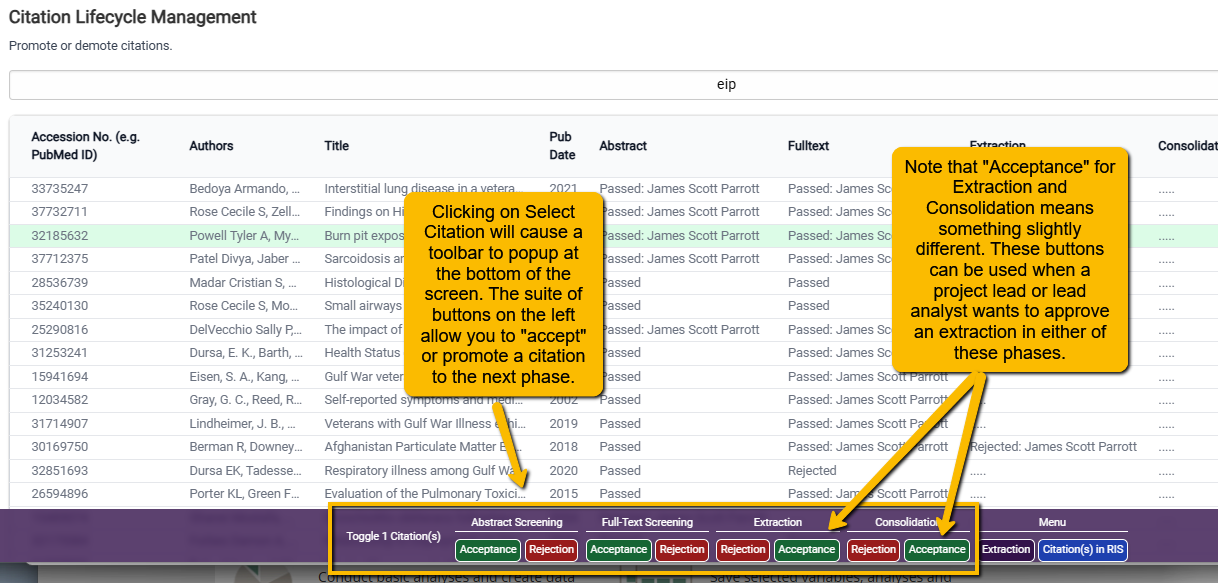 Citation Lifecycle Management
Promote or demote citations.
eip
Accession No. (e.g. PubMed ID) Authors Title Pub Date Abstract Fulltext Extraction Consolidat
33735247 Bedoya Armando, ... Interstitial lung disease in a vetera... 2021 Passed: James Scott Parrott Passed: James Sc .....
37732711 Rose Cecile S, Zell... Findings on Hi Passed: James Scott Parrott Passed: James Sc .....
32185632 Powell Tyler A, My... Burn pit expos Passed: James Scott Parrott Passed: James Sc .....
37712375 Patel Divya, Jaber ... Sarcoidosis an Passed: James Scott Parrott Passed: James Sc .....
28536739 Madar Cristian S, ... Histological Di Passed Passed .....
35240130 Rose Cecile S, Mo... Small airways Passed Passed .....
25290816 DelVecchio Sally P,... The impact of Passed: James Scott Parrott Passed: James Sc .....
31253241 Dursa, E. K., Barth, ... Health Status Passed Passed: James Sc .....
15941694 Eisen, S. A., Kang, ... Gulf War veter Passed Passed: James Scott Parrott .....
12034582 Gray, G. C., Reed, R... Self-reported symptoms and medi... 2002 Passed Passed: James Scott Parrott .....
31714907 Lindheimer, J. B., ... Veterans with Gulf War Illness exhi... 2019 Passed Passed: James Scott Parrott .....
30169750 Berman R, Downey... Afghanistan Particulate Matter E... 2018 Passed Passed: James Scott Parrott Rejected: James Scott Parrott .....
32851693 Dursa EK, Tadesse... Respiratory illness among Gulf Wa... 2020 Passed Rejected ..... .....
26594896 Porter KL, Green F... Evaluation of the Pulmonary Toxici... 2015 Passed Passed: James Scott Parrott ..... .....
Clicking on Select
Citation will cause a
toolbar to popup at
the bottom of the
screen. The suite of
buttons on the left
allow you to "accept"
or promote a citation
to the next phase.
Note that "Acceptance" for
Extraction and
Consolidation means
something slightly
different. These buttons
can be used when a
project lead or lead
analyst wants to approve
an extraction in either of
these phases.
Toggle 1 Citation(s)
Abstract Screening Full-Text Screening Extraction Consolidation Menu
Acceptance Rejection Acceptance Rejection Rejection Acceptance Rejection Acceptance Extraction Citation(s) in RIS
Conduct basic analyses and create data save selected variables, analyses and